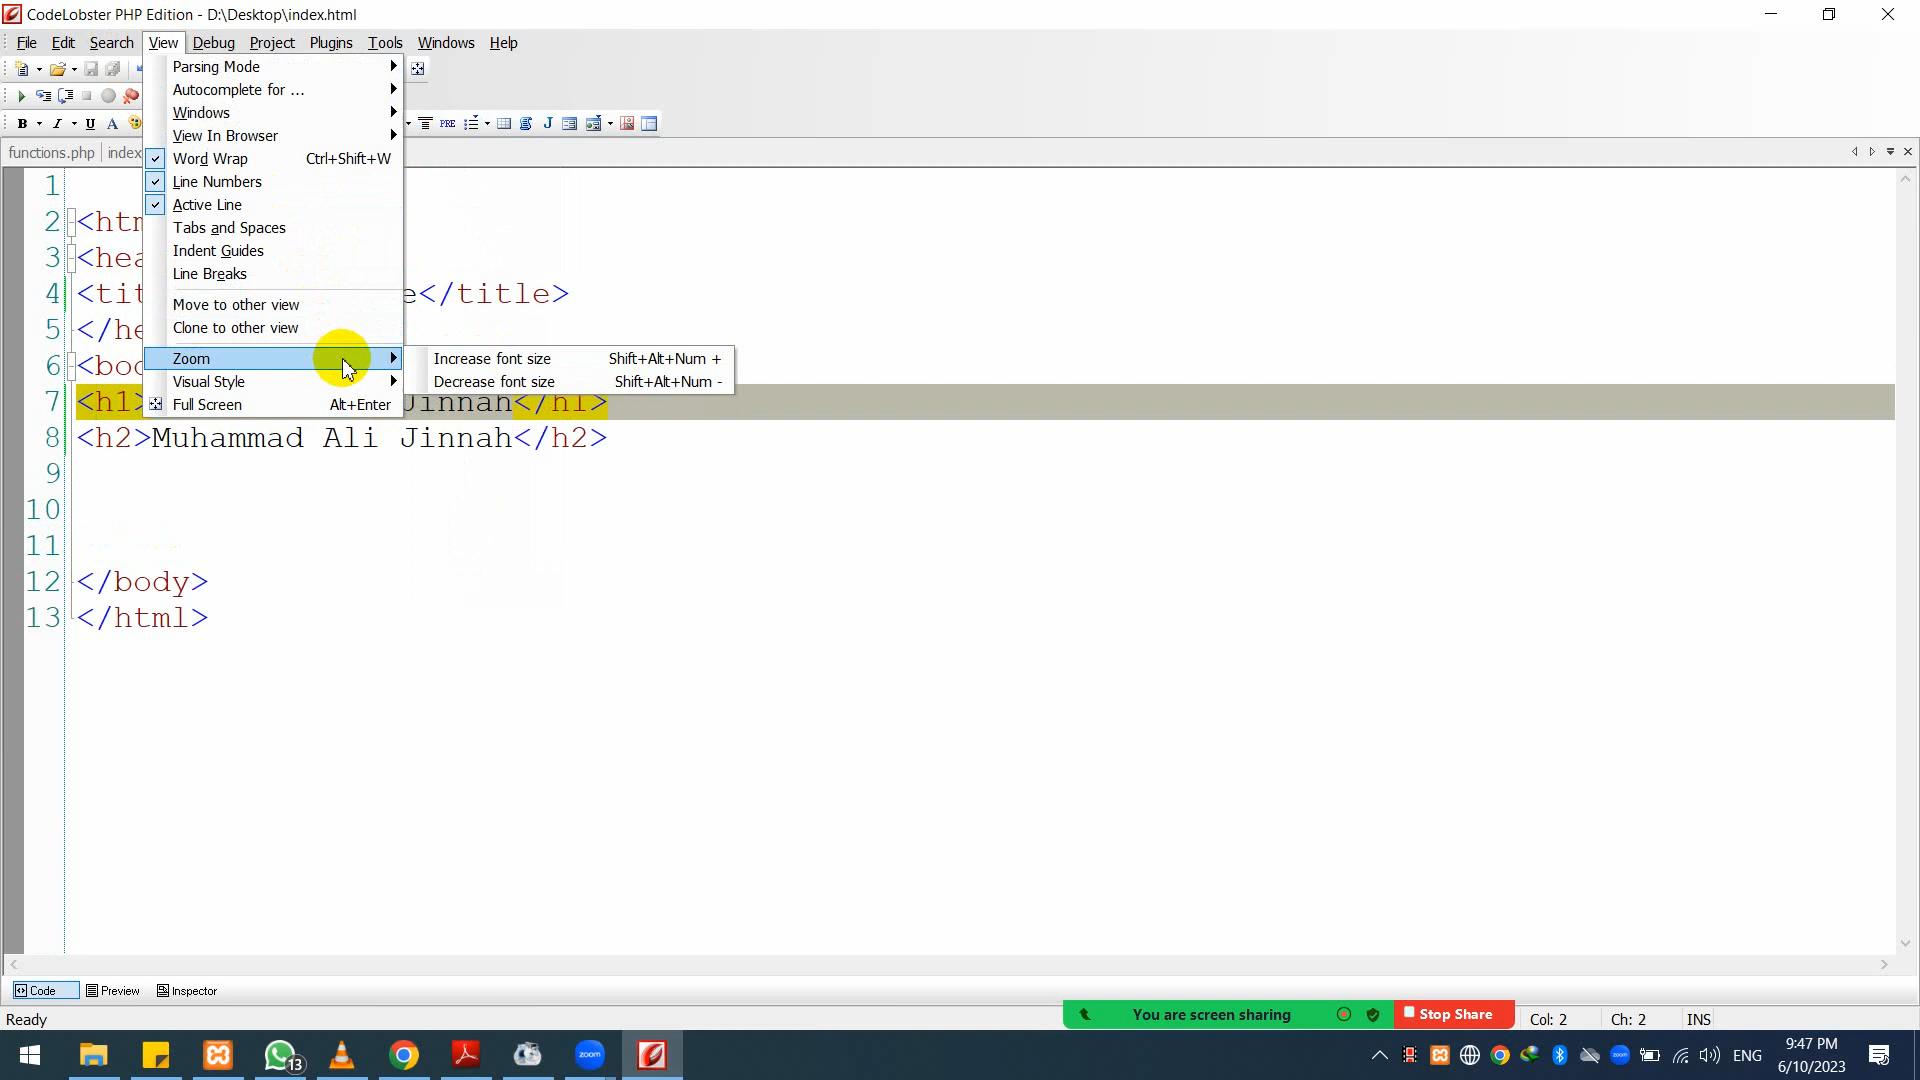 CodeLobster PHP Edition - D:\Desktop\index.html
File Edit Search View Debug Project Plugins Tools Windows Help
Parsing Mode
Autocomplete for ...
Windows
View In Browser
Word Wrap Ctrl+Shift+W
Line Numbers
Active Line
Tabs and Spaces
Indent Guides
Line Breaks
Move to other view
Clone to other view
Zoom
Visual Style
Full Screen Alt+Enter
Increase font size Shift+Alt+Num +
Decrease font size Shift+Alt+Num -
B I U A PRE J
functions.php index
1
2 <htm
3 <hea
4 <tit e</title>
5 </he
6 <bod
7 <h1> Jinnah</h1>
8 <h2>Muhammad Ali Jinnah</h2>
9
10
11
12 </body>
13 </html>
Code Preview Inspector
Ready
You are screen sharing Stop Share
Col: 2 Ch: 2 INS
13 zoom ENG 9:47 PM
6/10/2023